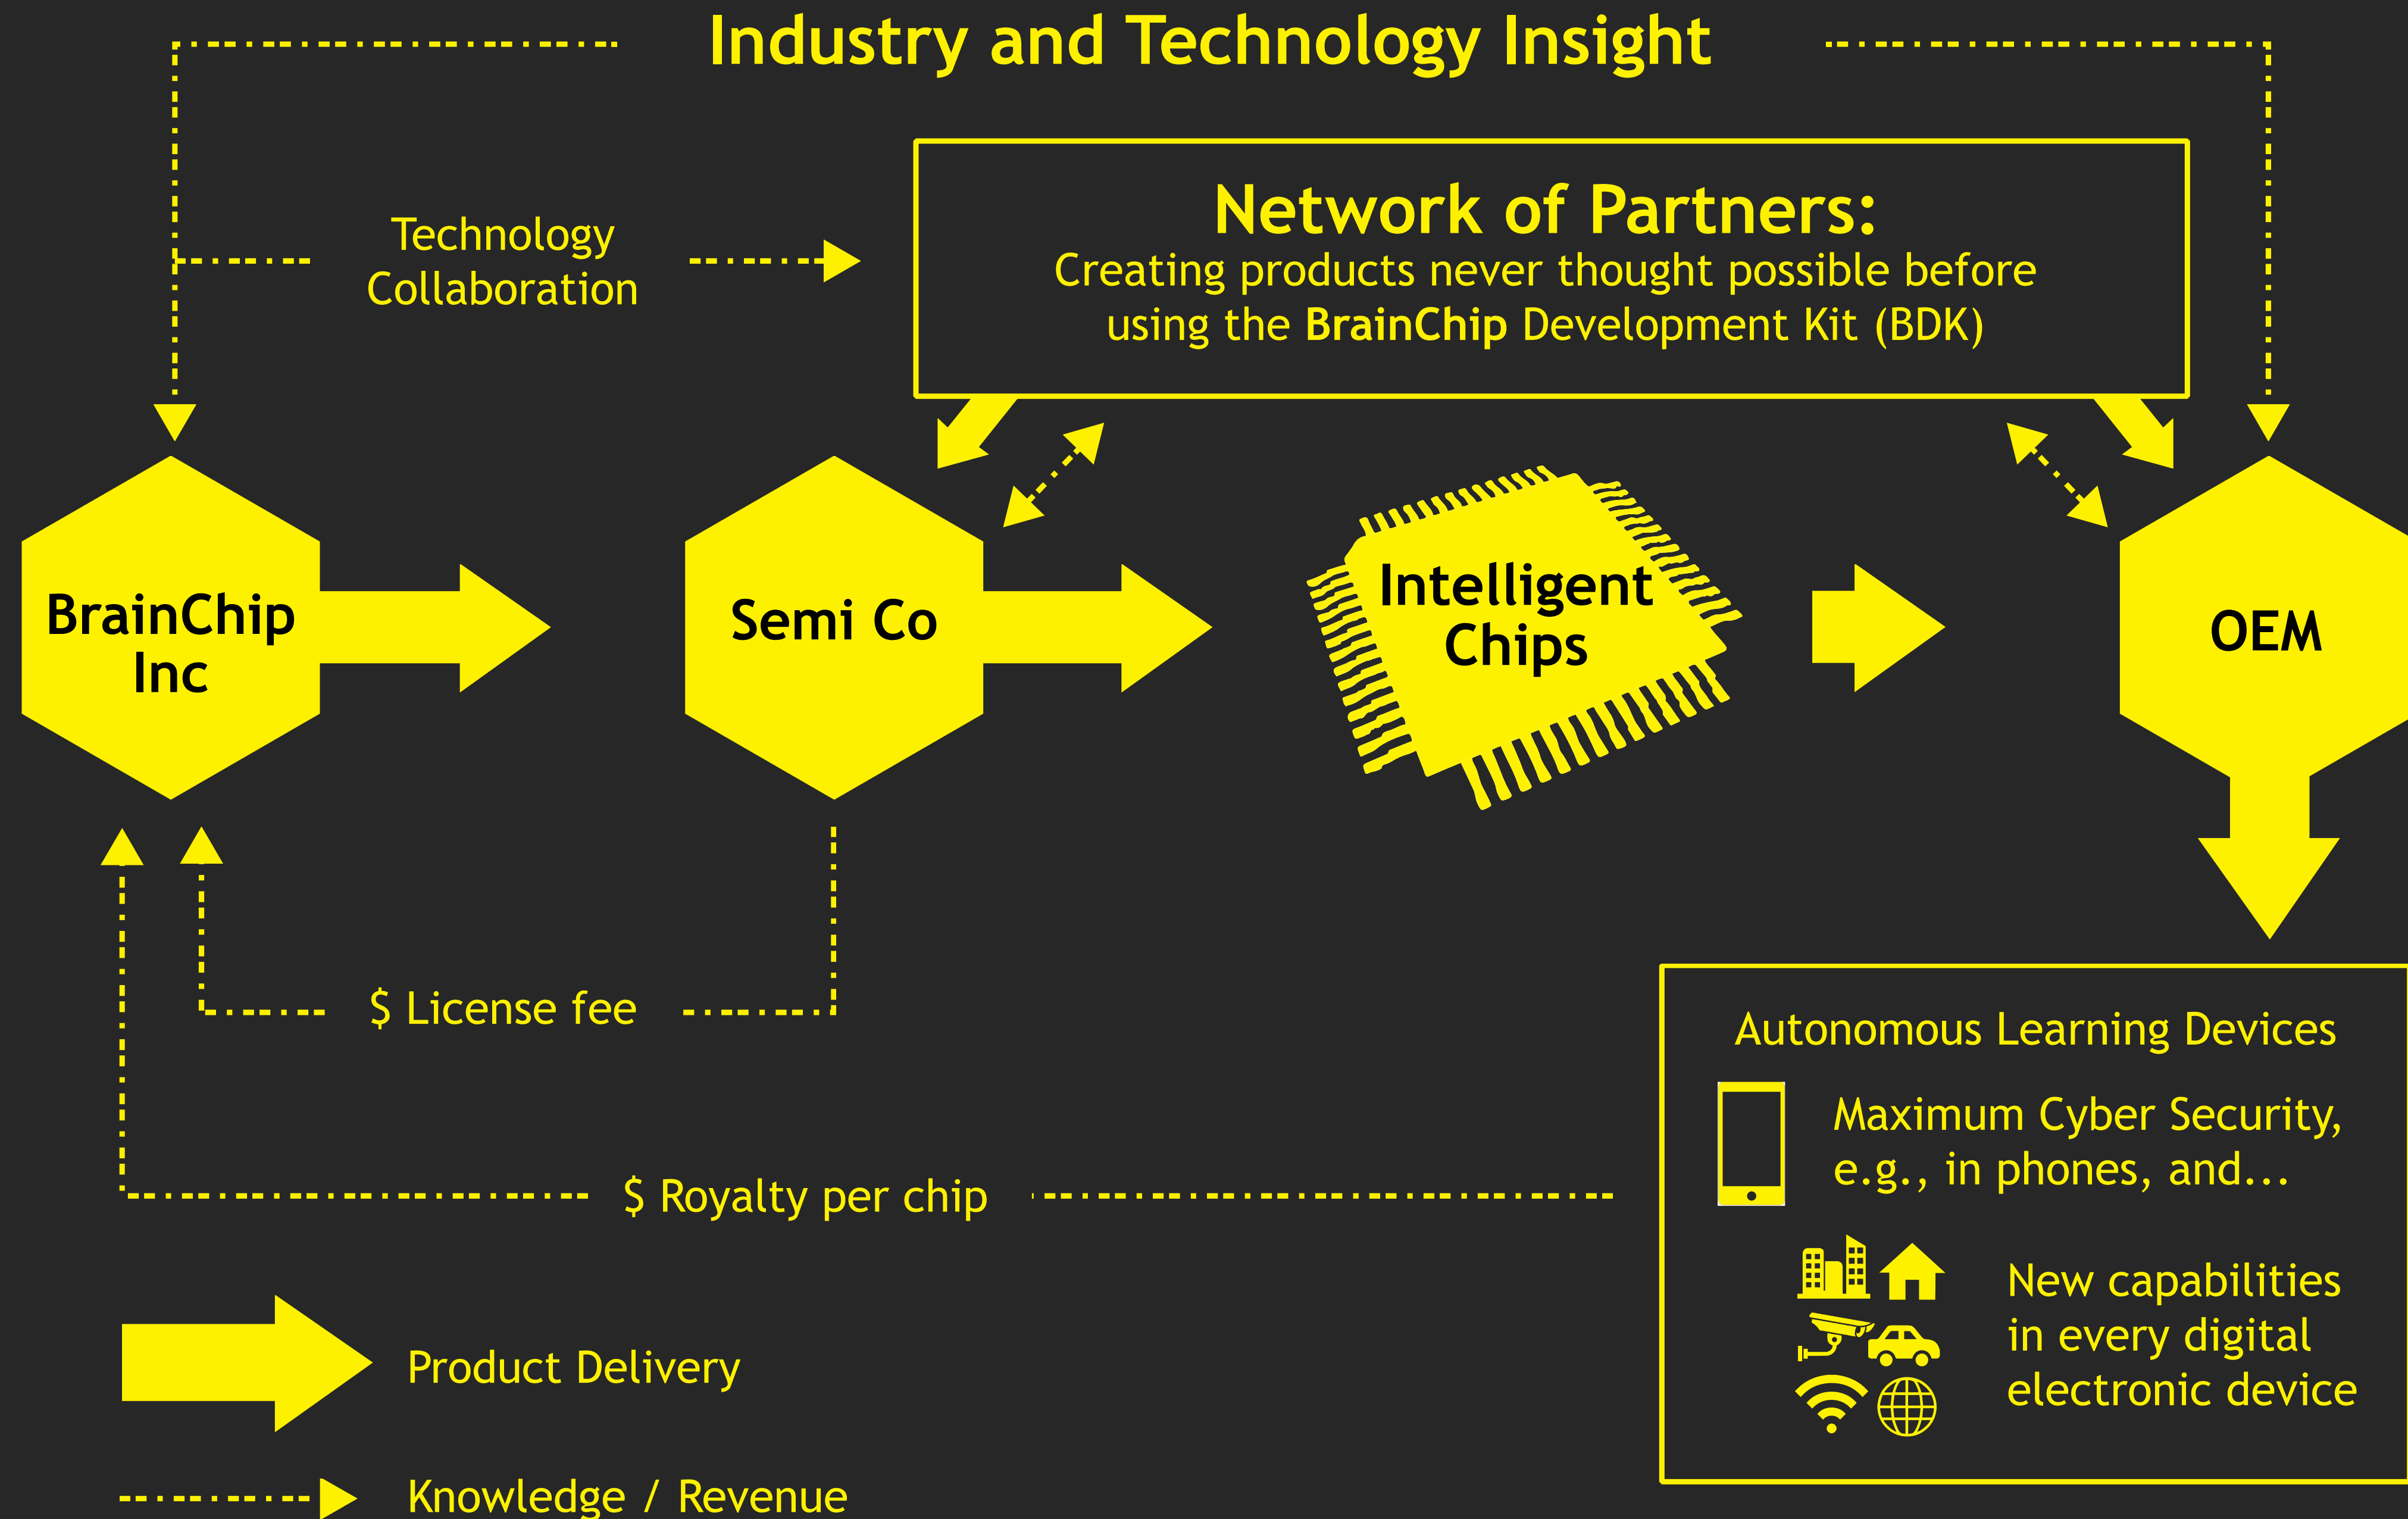 Industry and Technology Insight
Technology
Collaboration
Network of Partners:
Creating products never thought possible before
using the BrainChip Development Kit (BDK)
BrainChip
Inc
Semi Co
Intelligent
Chips
OEM
$ License fee
$ Royalty per chip
Autonomous Learning Devices
Maximum Cyber Security,
e.g., in phones, and...
New capabilities
in every digital
electronic device
Product Delivery
Knowledge / Revenue